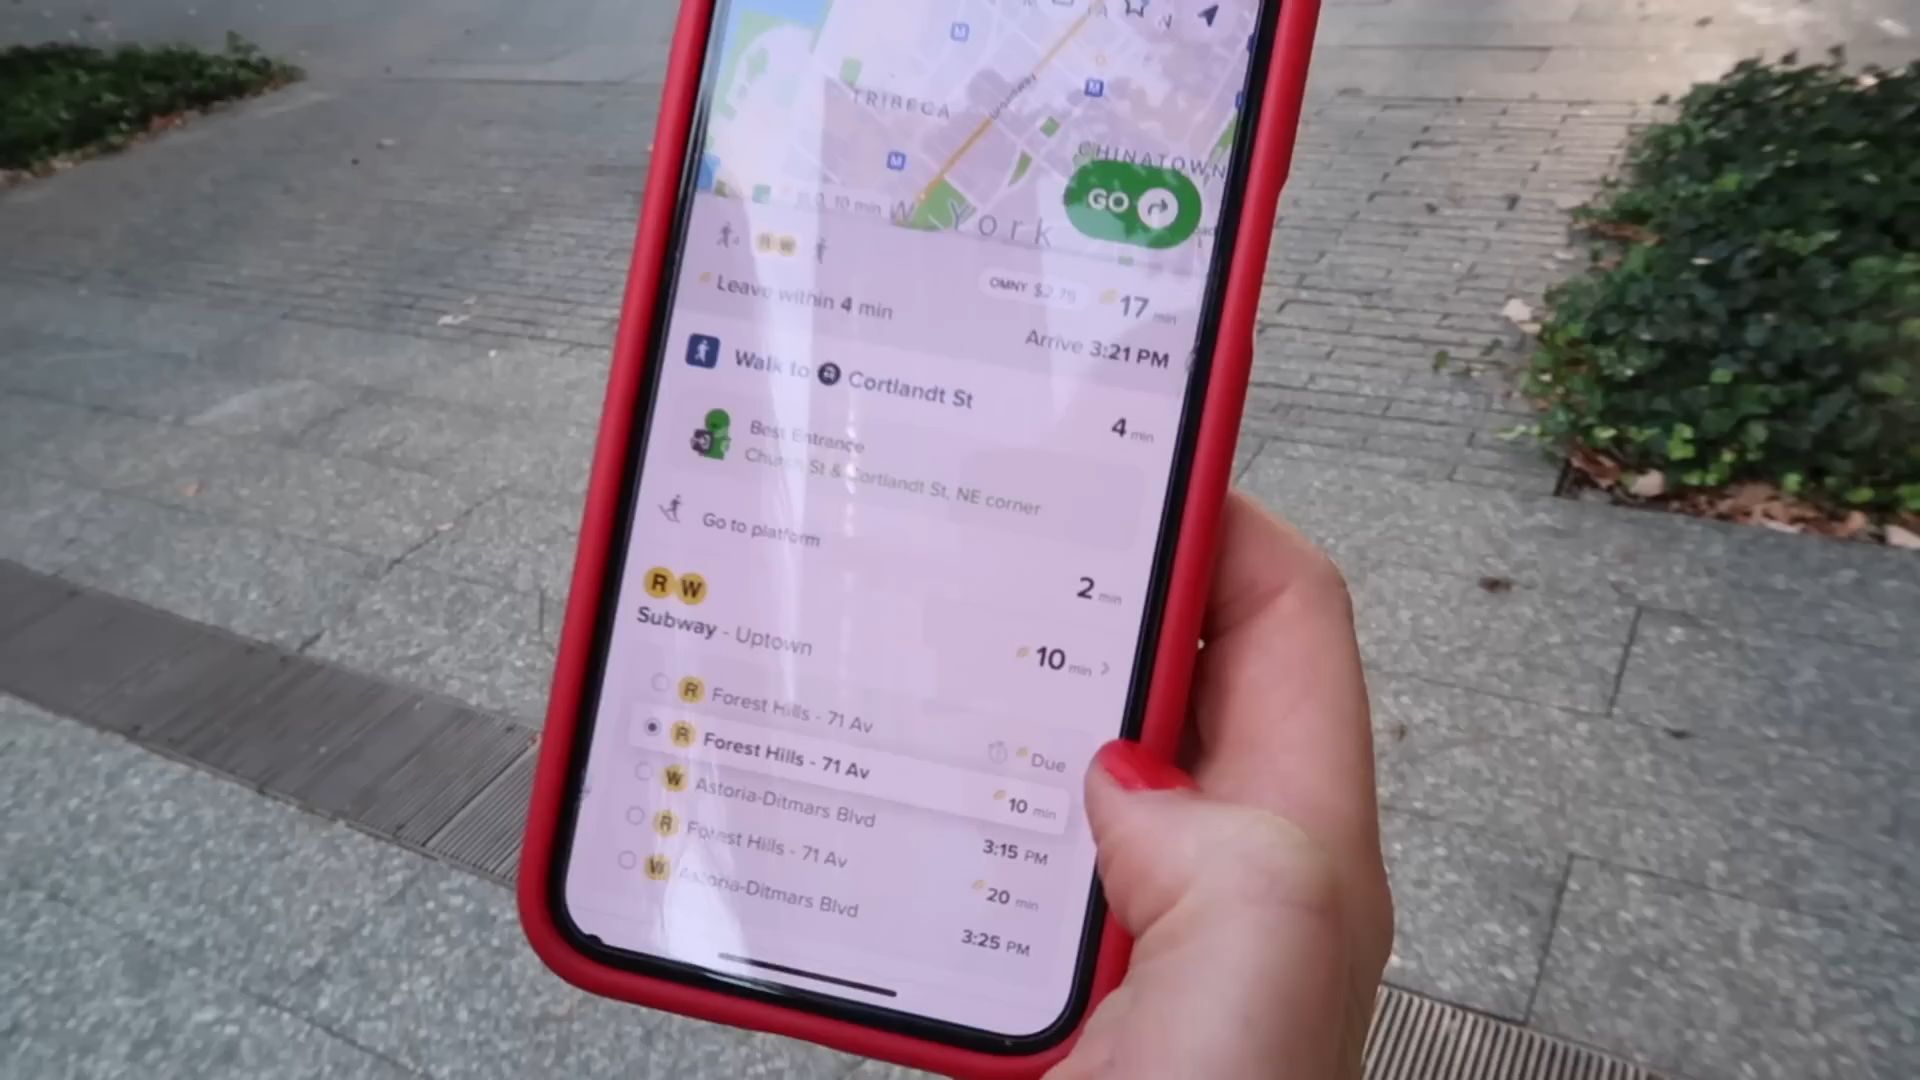 TRIBECA
CHINATOWN
York
GO
10 min
R W
OMNY $2.75
17 min
Leave within 4 min
Arrive 3:21 PM
Walk to Cortlandt St
4 min
Best Entrance
Church St & Cortlandt St, NE corner
Go to platform
2 min
R W
Subway - Uptown
10 min
R Forest Hills - 71 Av
Due
R Forest Hills - 71 Av
10 min
W Astoria-Ditmars Blvd
3:15 PM
R Forest Hills - 71 Av
20 min
W Astoria-Ditmars Blvd
3:25 PM